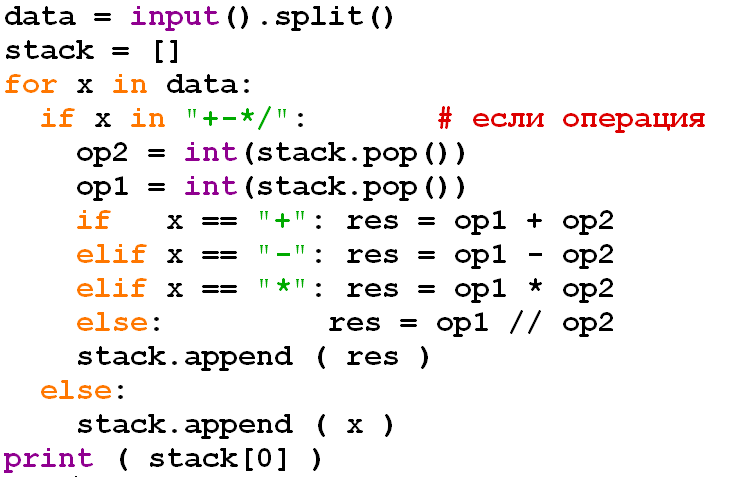 data = input().split()
stack = []
for x in data:
  if x in "+-*/":       # если операция
    op2 = int(stack.pop())
    op1 = int(stack.pop())
    if   x == "+": res = op1 + op2
    elif x == "-": res = op1 - op2
    elif x == "*": res = op1 * op2
    else:         res = op1 // op2
    stack.append ( res )
  else:
    stack.append ( x )
print ( stack[0] )